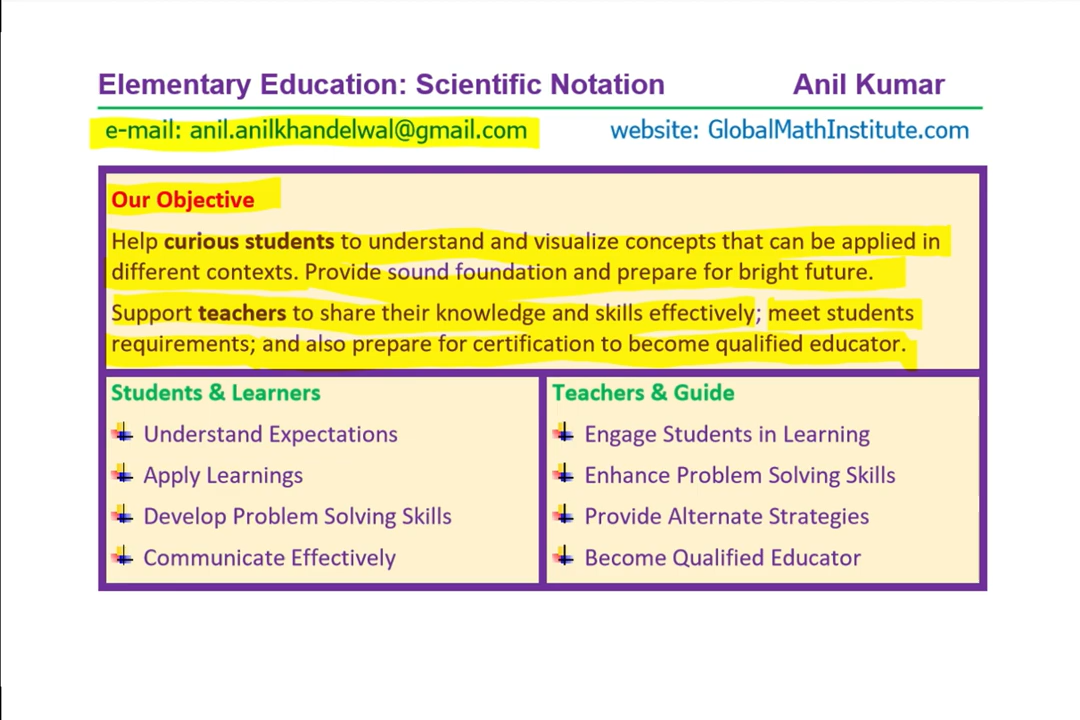 Elementary Education: Scientific Notation Anil Kumar
e-mail: anil.anilkhandelwal@gmail.com website: GlobalMathInstitute.com
Our Objective
Help curious students to understand and visualize concepts that can be applied in
different contexts. Provide sound foundation and prepare for bright future.
Support teachers to share their knowledge and skills effectively; meet students
requirements; and also prepare for certification to become qualified educator.
Students & Learners
Understand Expectations
Apply Learnings
Develop Problem Solving Skills
Communicate Effectively
Teachers & Guide
Engage Students in Learning
Enhance Problem Solving Skills
Provide Alternate Strategies
Become Qualified Educator